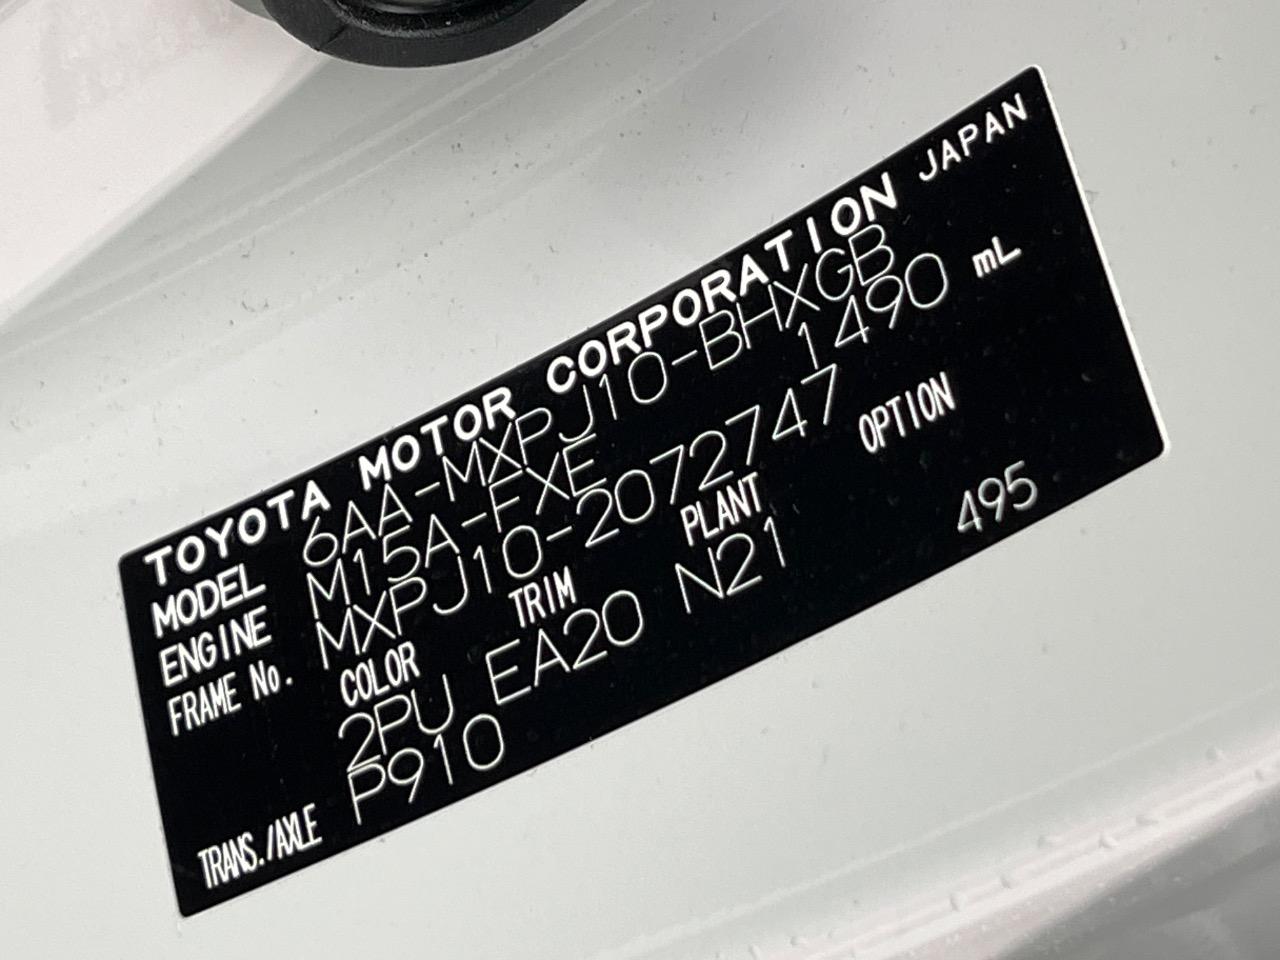 TOYOTA MOTOR CORPORATION JAPAN
MODEL 6AA-MXPJ10-BHXGB
ENGINE M15A-FXE 1490 mL
FRAME No. MXPJ10-2072747
COLOR TRIM PLANT OPTION
2PU EA20 N21 495
TRANS./AXLE P910